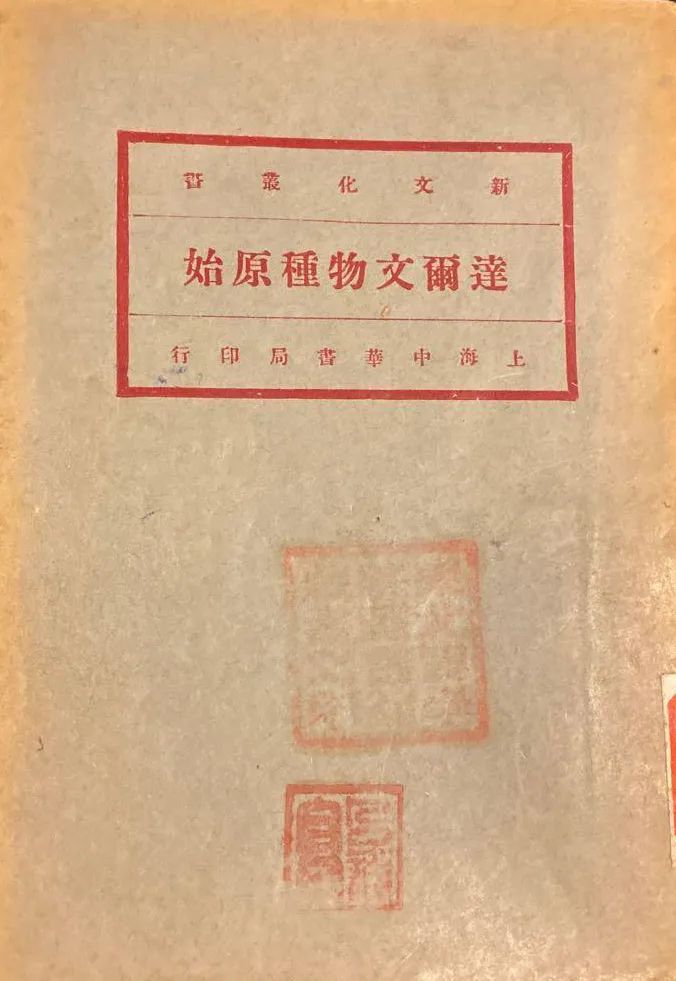 新文化叢書
達爾文物種原始
上海中華書局印行